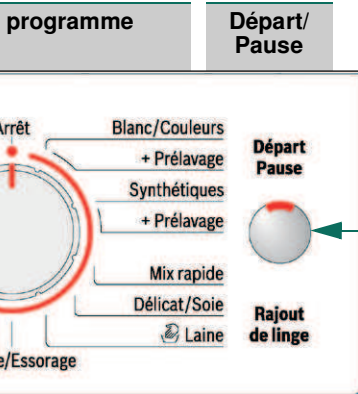 programme
Départ/
Pause
Arrêt
Blanc/Couleurs
+ Prélavage
Synthétiques
+ Prélavage
Mix rapide
Délicat/Soie
Laine
e/Essorage
Départ
Pause
Rajout
de linge